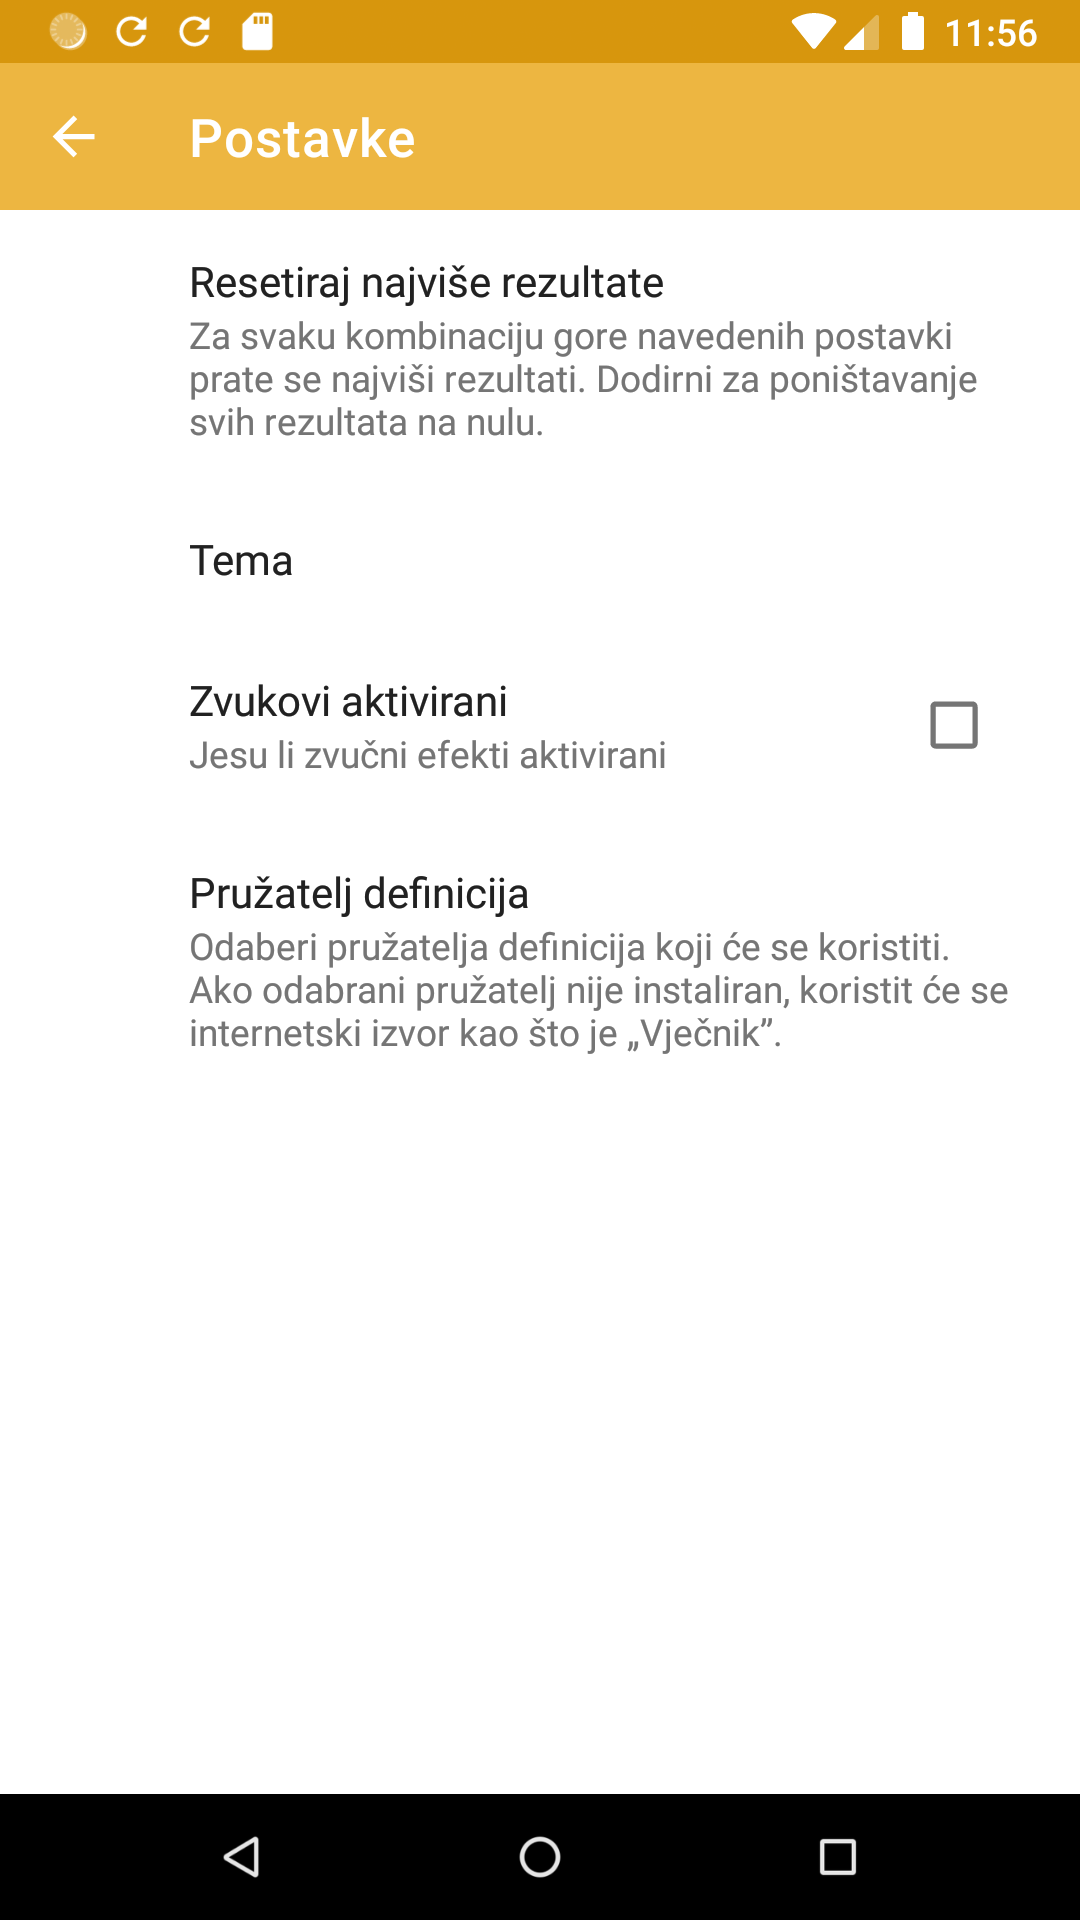 11:56
Postavke
Resetiraj najviše rezultate
Za svaku kombinaciju gore navedenih postavki
prate se najviši rezultati. Dodirni za poništavanje
svih rezultata na nulu.
Tema
Zvukovi aktivirani
Jesu li zvučni efekti aktivirani
Pružatelj definicija
Odaberi pružatelja definicija koji će se koristiti.
Ako odabrani pružatelj nije instaliran, koristit će se
internetski izvor kao što je „Vječnik”.